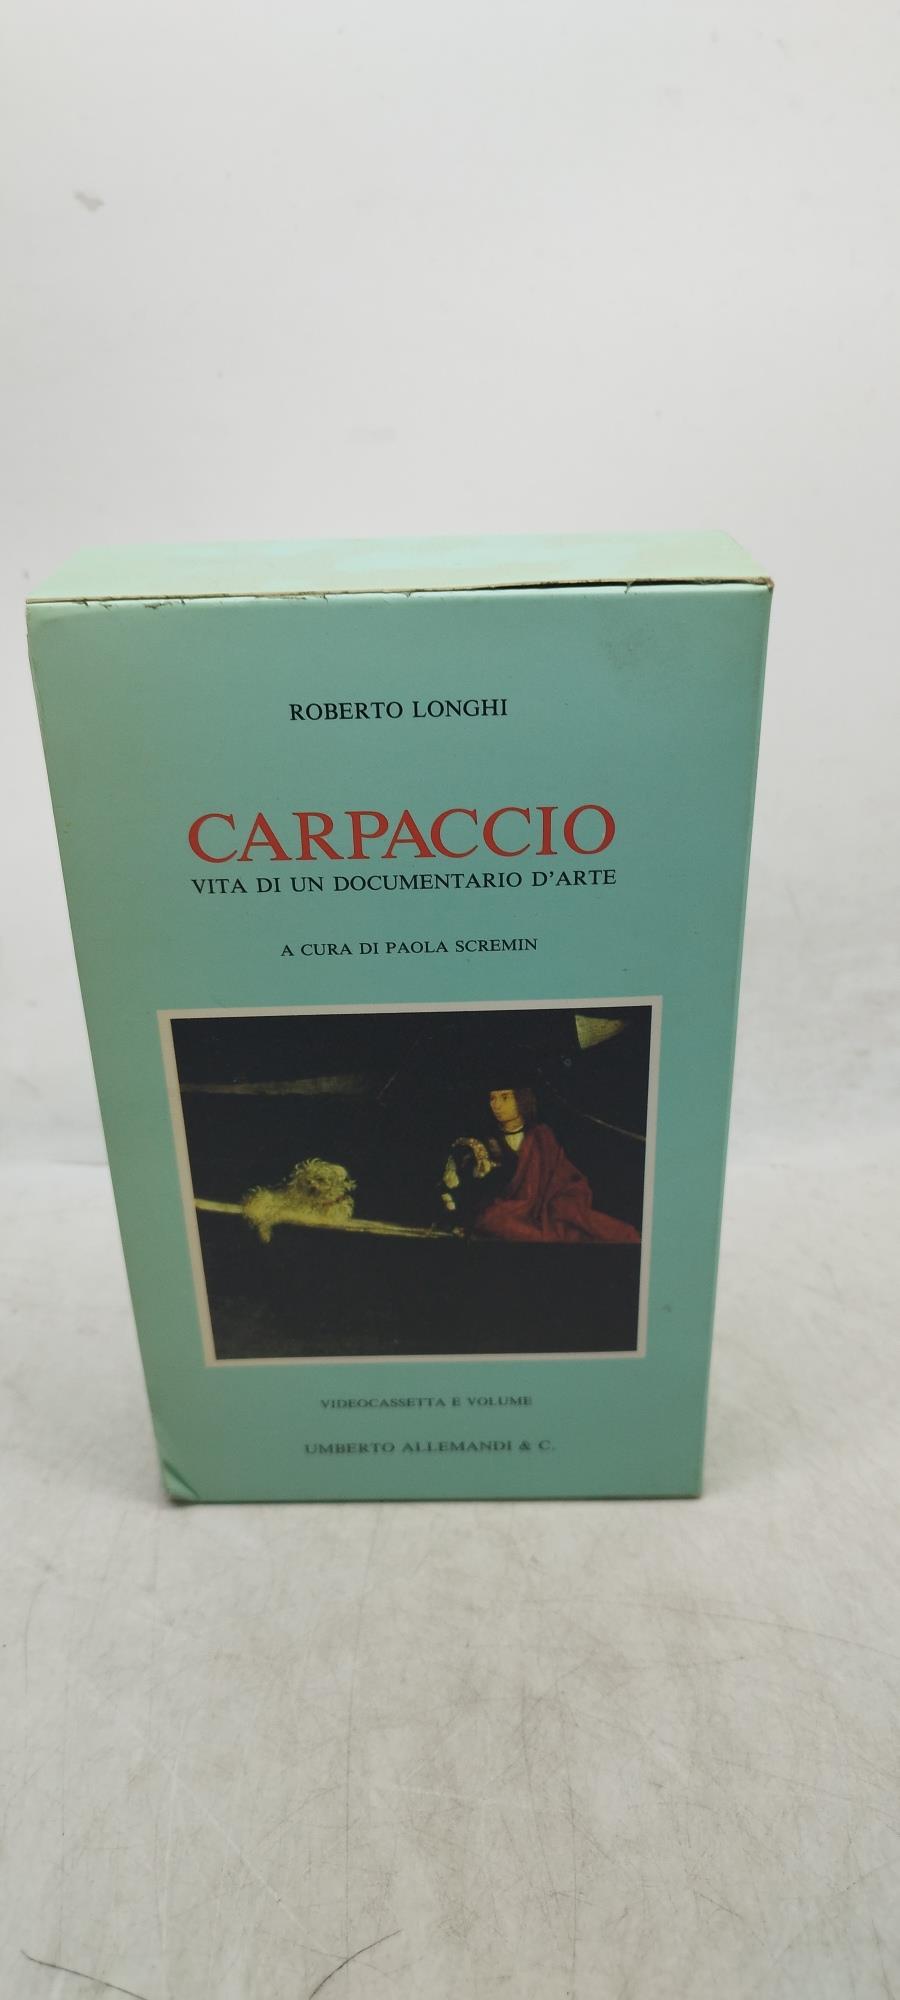 ROBERTO LONGHI
CARPACCIO
VITA DI UN DOCUMENTARIO D'ARTE
A CURA DI PAOLA SCREMIN
VIDEOCASSETTA E VOLUME
UMBERTO ALLEMANDI & C.